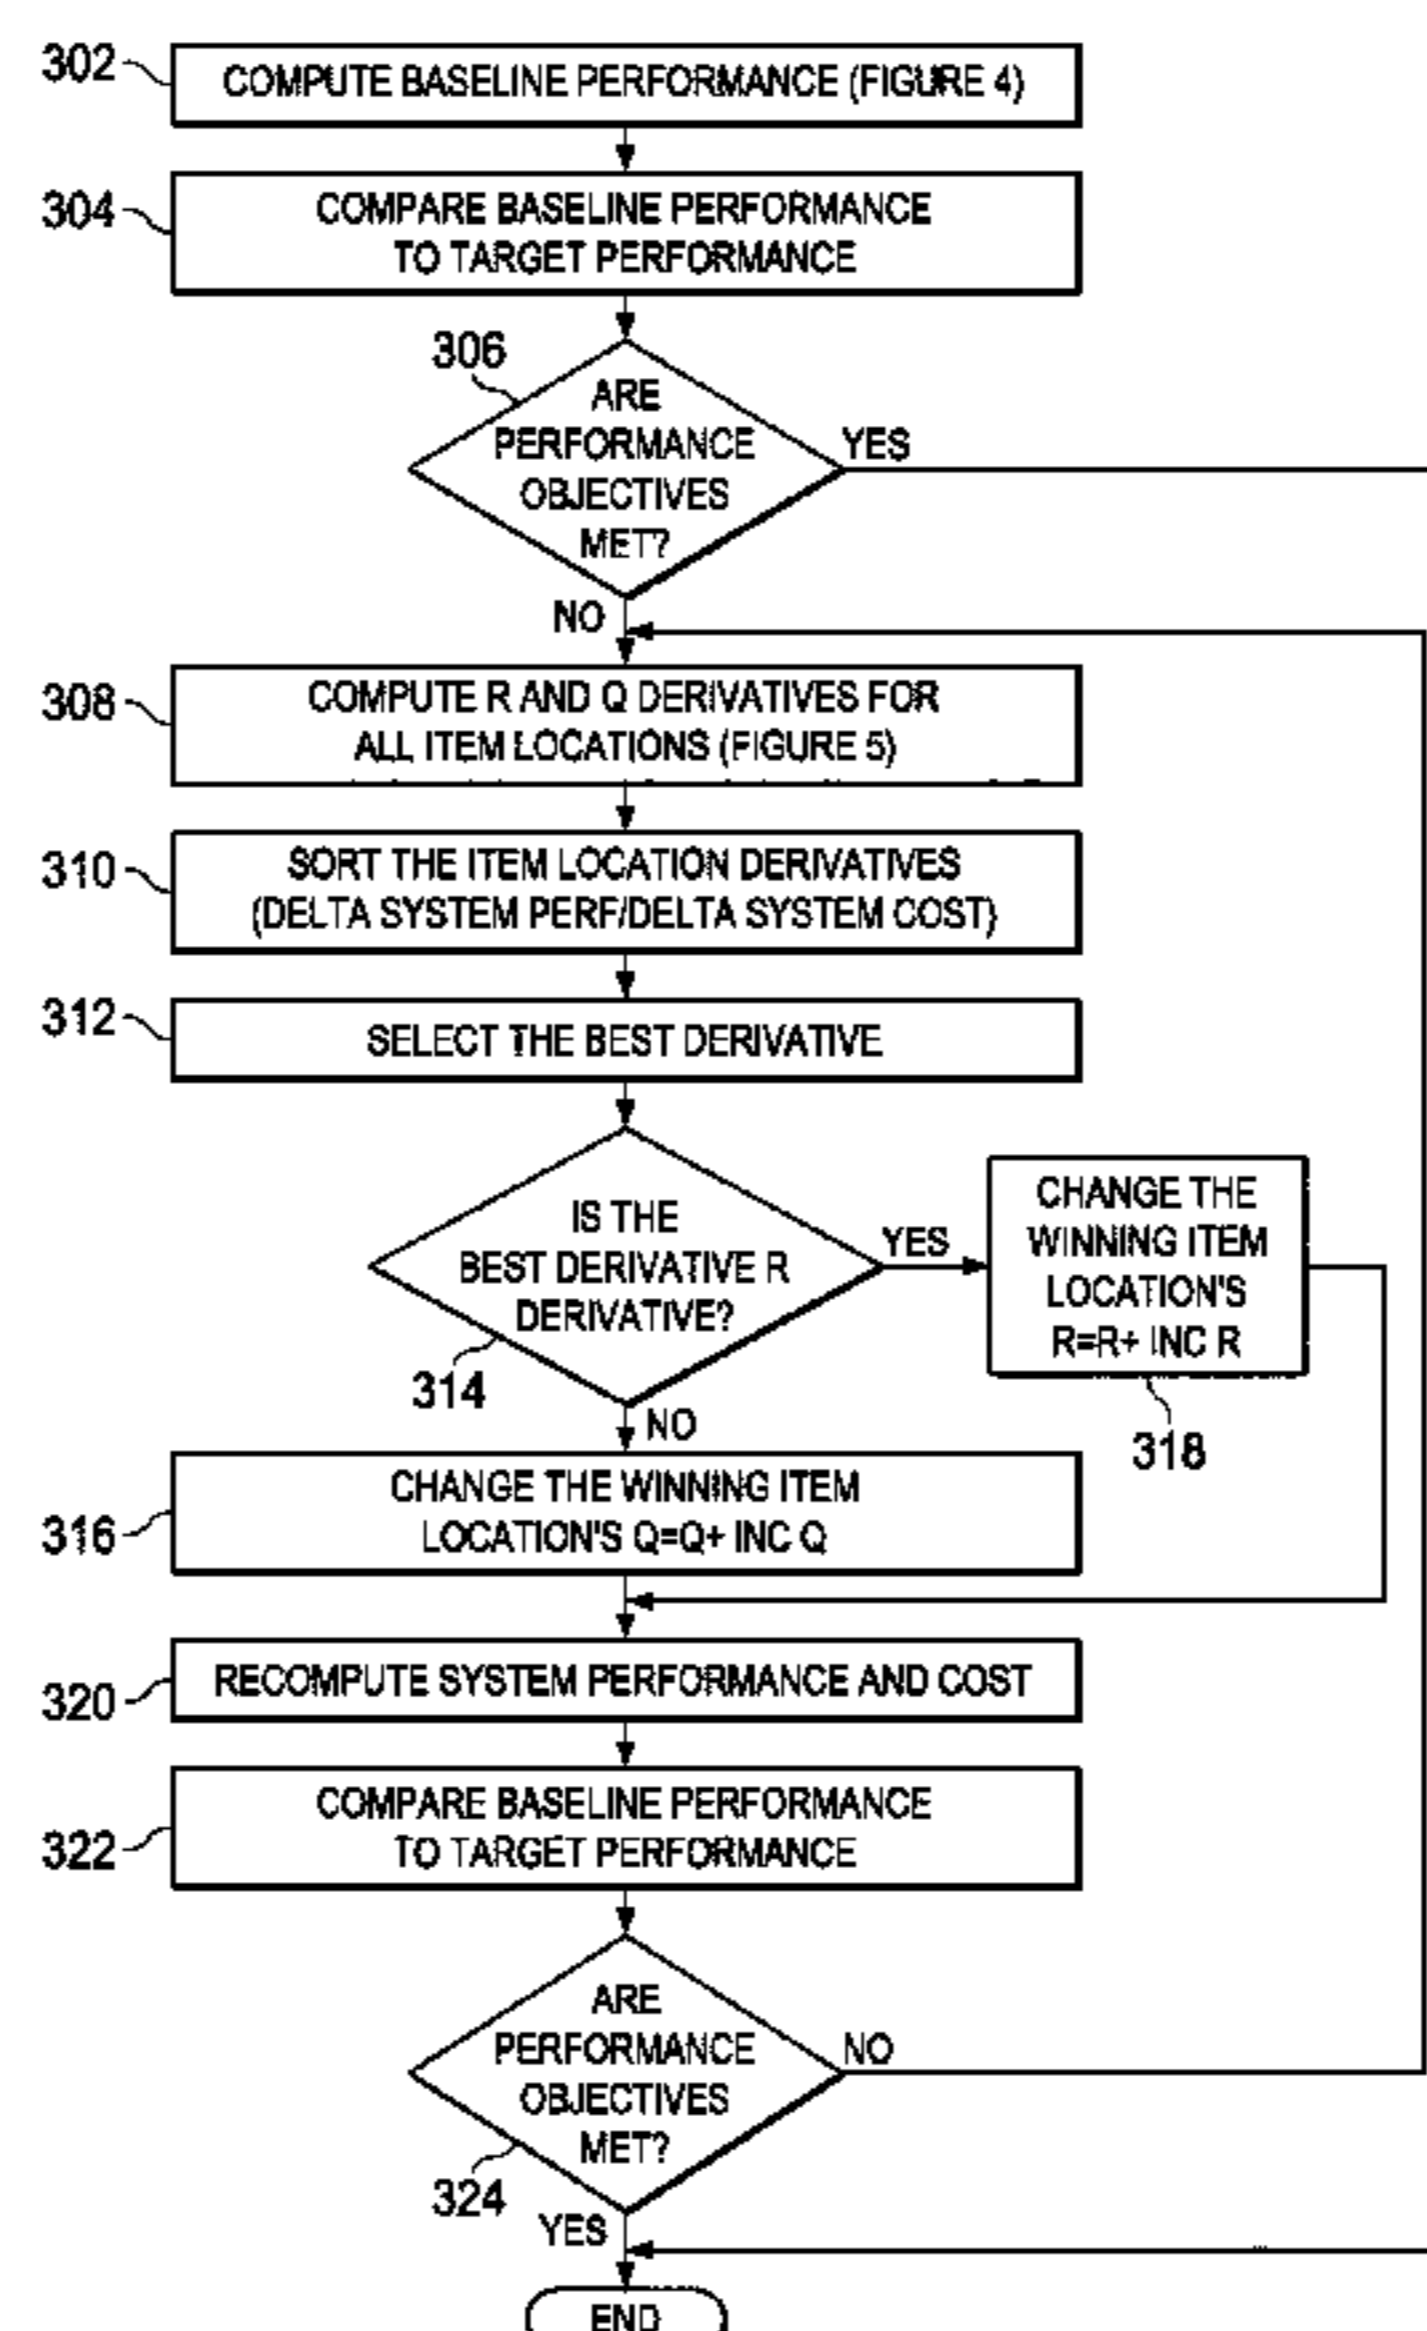 302
COMPUTE BASELINE PERFORMANCE (FIGURE 4)
304
COMPARE BASELINE PERFORMANCE
TO TARGET PERFORMANCE
306
ARE
PERFORMANCE
OBJECTIVES
MET?
YES
NO
308
COMPUTE R AND Q DERIVATIVES FOR
ALL ITEM LOCATIONS (FIGURE 5)
310
SORT THE ITEM LOCATION DERIVATIVES
(DELTA SYSTEM PERF/DELTA SYSTEM COST)
312
SELECT THE BEST DERIVATIVE
IS THE
BEST DERIVATIVE R
DERIVATIVE?
314
YES
CHANGE THE
WINNING ITEM
LOCATION'S
R=R+ INC R
318
NO
316
CHANGE THE WINNING ITEM
LOCATION'S Q=Q+ INC Q
320
RECOMPUTE SYSTEM PERFORMANCE AND COST
322
COMPARE BASELINE PERFORMANCE
TO TARGET PERFORMANCE
ARE
PERFORMANCE
OBJECTIVES
MET?
324
NO
YES
END